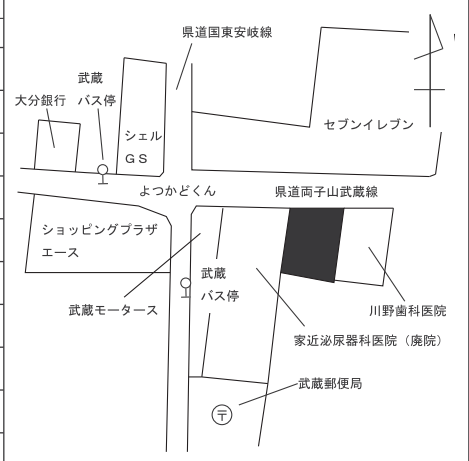 県道国東安岐線
武蔵
バス停
大分銀行
シェル
GS
セブンイレブン
よつかどくん
県道両子山武蔵線
ショッピングプラザ
エース
武蔵
バス停
武蔵モータース
川野歯科医院
家近泌尿器科医院（廃院）
武蔵郵便局
〒